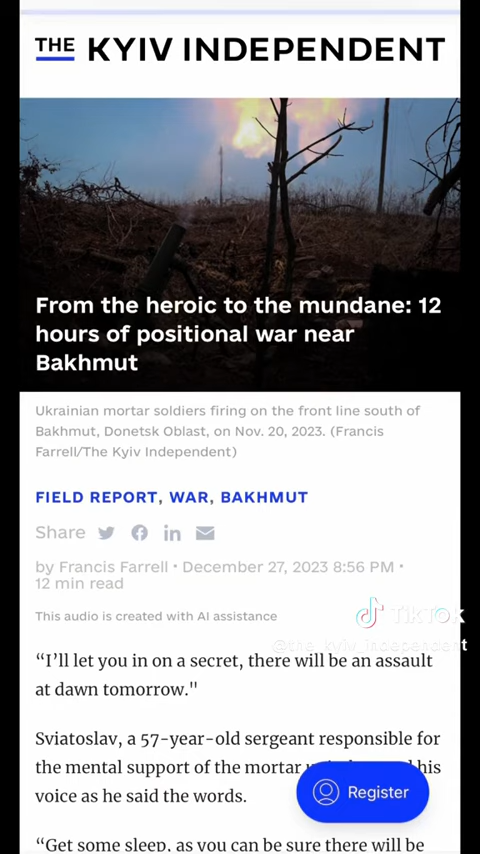 THE KYIV INDEPENDENT
From the heroic to the mundane: 12
hours of positional war near
Bakhmut
Ukrainian mortar soldiers firing on the front line south of
Bakhmut, Donetsk Oblast, on Nov. 20, 2023. (Francis
Farrell/The Kyiv Independent)
FIELD REPORT, WAR, BAKHMUT
Share
by Francis Farrell • December 27, 2023 8:56 PM •
12 min read
This audio is created with AI assistance
TikTok
@the_kyiv_independent
“I’ll let you in on a secret, there will be an assault
at dawn tomorrow."
Sviatoslav, a 57-year-old sergeant responsible for
the mental support of the mortar his
voice as he said the words.
Register
“Get some sleep, as you can be sure there will be